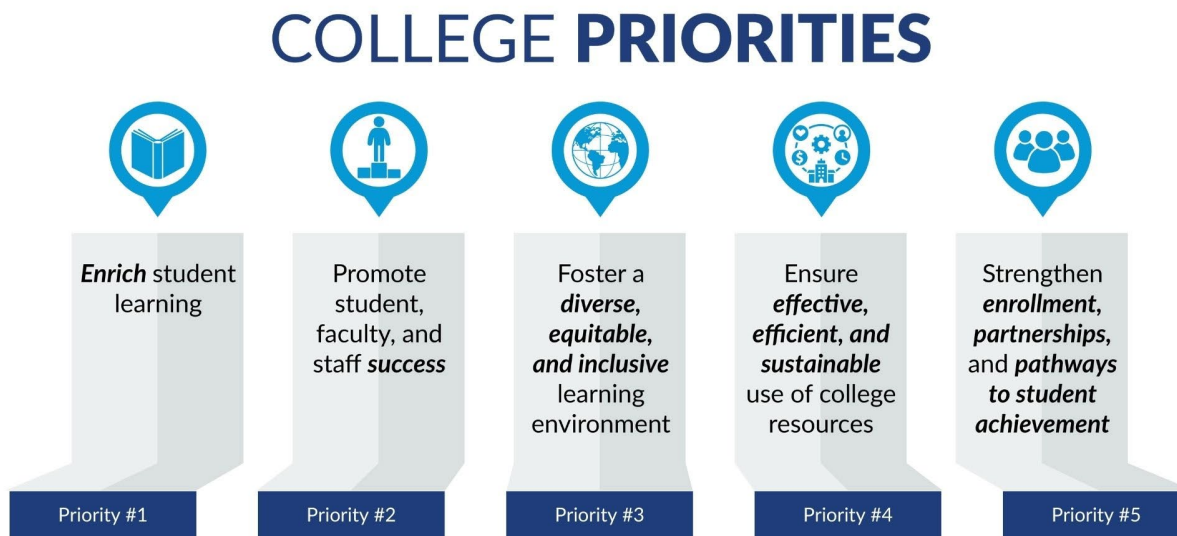 COLLEGE PRIORITIES
Enrich student
learning
Promote
student,
faculty, and
staff success
Foster a
diverse,
equitable,
and inclusive
learning
environment
Ensure
effective,
efficient, and
sustainable
use of college
resources
Strengthen
enrollment,
partnerships,
and pathways
to student
achievement
Priority #1
Priority #2
Priority #3
Priority #4
Priority #5